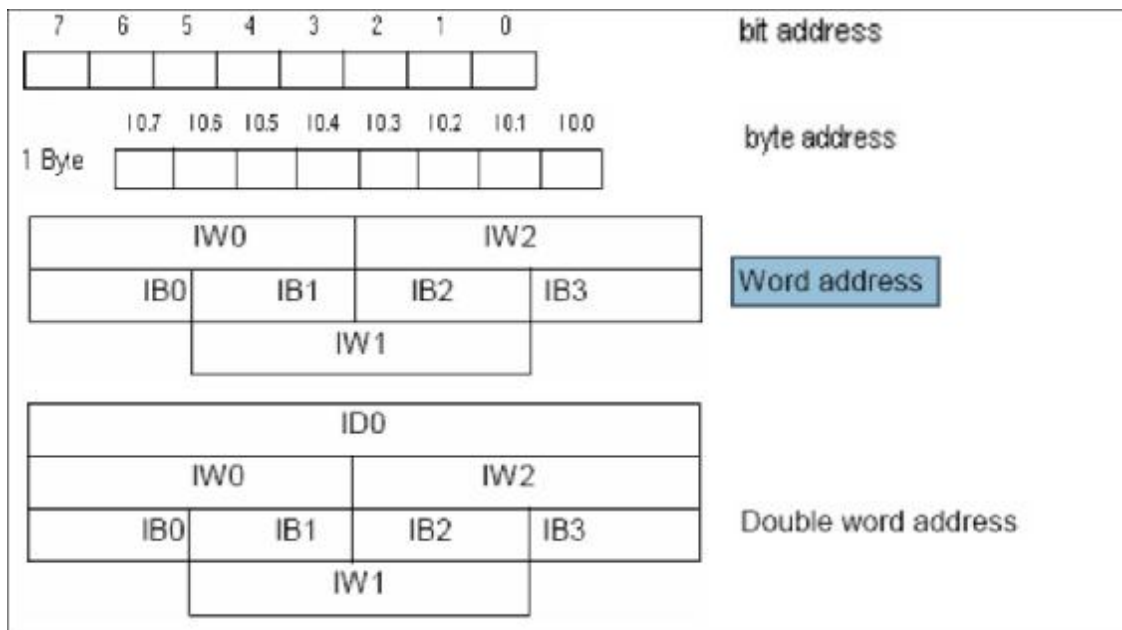 7 6 5 4 3 2 1 0 bit address
I0.7 I0.6 I0.5 I0.4 I0.3 I0.2 I0.1 I0.0
1 Byte byte address
IW0 IW2
IB0 IB1 IB2 IB3 Word address
IW1
ID0
IW0 IW2
IB0 IB1 IB2 IB3 Double word address
IW1